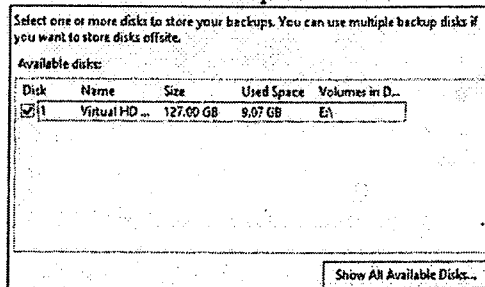 Select one or more disks to store your backups. You can use multiple backup disks if
you want to store disks offsite.
Available disks:
Disk Name Size Used Space Volumes in D...
1 Virtual HD ... 127.00 GB 9.07 GB E:\
Show All Available Disks...